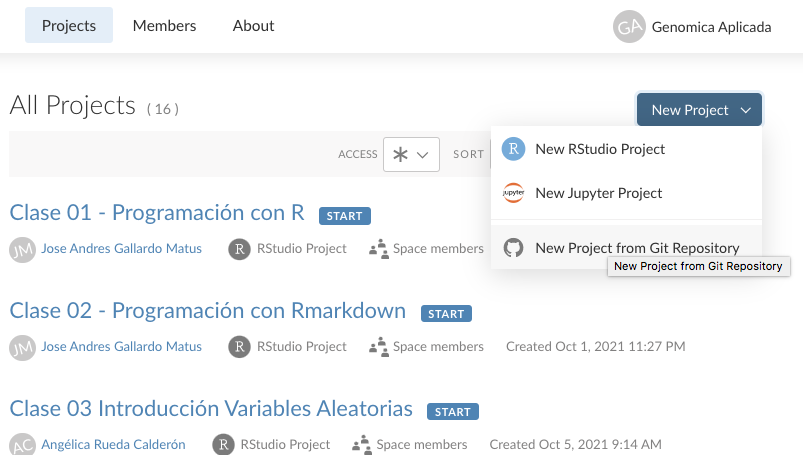 Projects Members About GA Genomica Aplicada
All Projects ( 16 ) New Project
ACCESS SORT
R New RStudio Project
jupyter New Jupyter Project
New Project from Git Repository
New Project from Git Repository
Clase 01 - Programación con R START
JM Jose Andres Gallardo Matus R RStudio Project Space members
Clase 02 - Programación con Rmarkdown START
JM Jose Andres Gallardo Matus R RStudio Project Space members Created Oct 1, 2021 11:27 PM
Clase 03 Introducción Variables Aleatorias START
AC Angélica Rueda Calderón R RStudio Project Space members Created Oct 5, 2021 9:14 AM